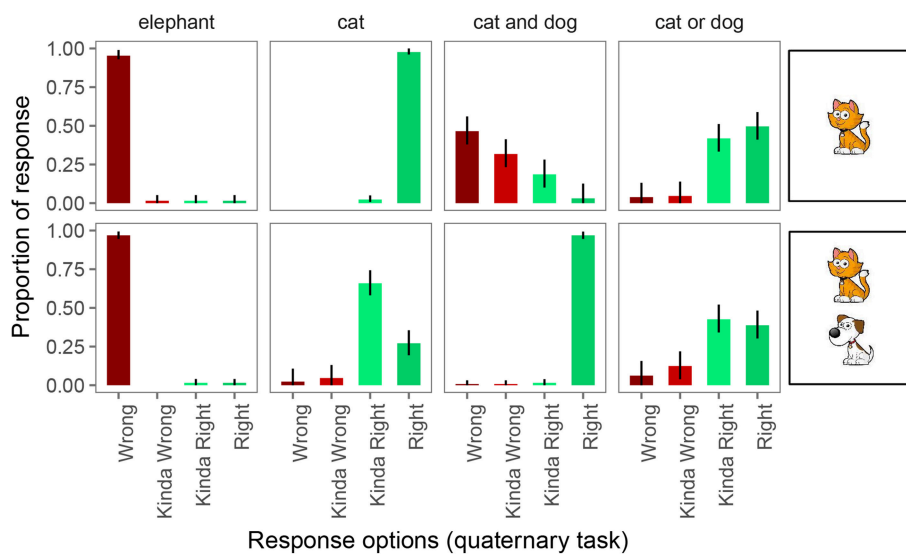 elephant
cat
cat and dog
cat or dog
Proportion of response
1.00
0.75
0.50
0.25
0.00
1.00
0.75
0.50
0.25
0.00
Wrong
Kinda Wrong
Kinda Right
Right
Wrong
Kinda Wrong
Kinda Right
Right
Wrong
Kinda Wrong
Kinda Right
Right
Wrong
Kinda Wrong
Kinda Right
Right
Response options (quaternary task)